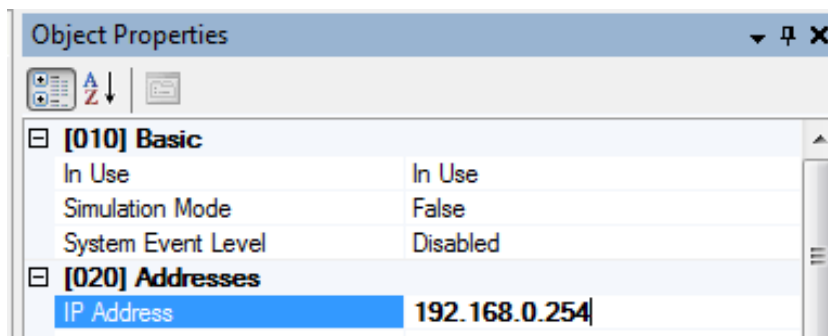 Object Properties
A Z
[010] Basic
In Use In Use
Simulation Mode False
System Event Level Disabled
[020] Addresses
IP Address 192.168.0.254